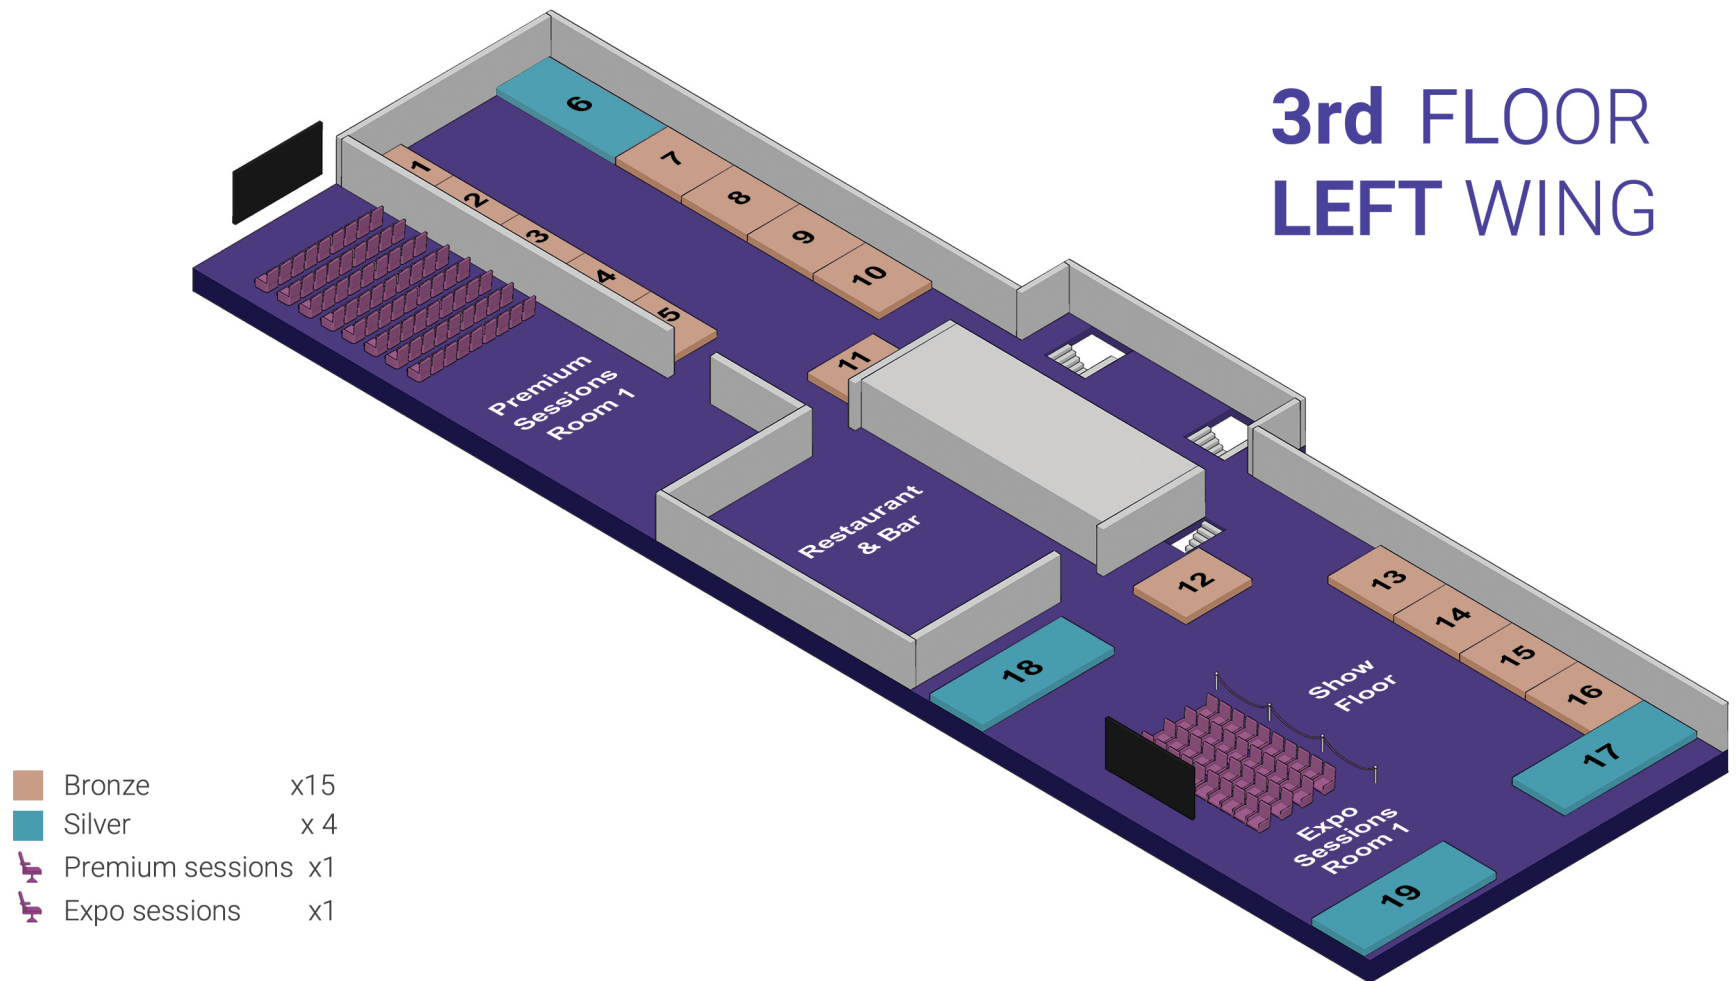 3rd FLOOR
LEFT WING
6
7
8
9
10
1
2
3
4
5
11
Premium
Sessions
Room 1
Restaurant
& Bar
12
13
14
15
16
17
18
Show
Floor
Expo
Sessions
Room 1
19
Bronze x15
Silver x 4
Premium sessions x1
Expo sessions x1